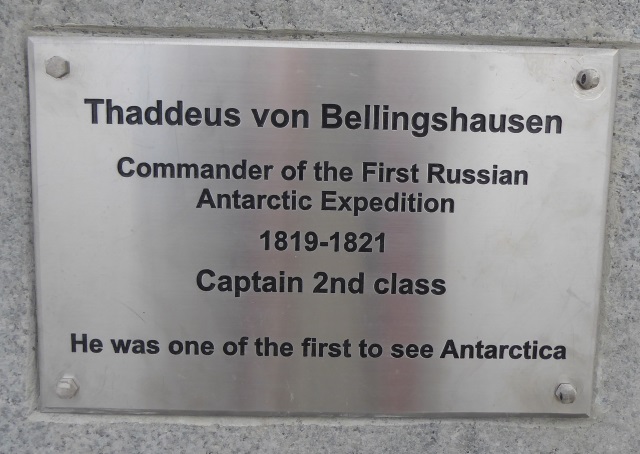 Thaddeus von Bellingshausen
Commander of the First Russian
Antarctic Expedition
1819-1821
Captain 2nd class
He was one of the first to see Antarctica